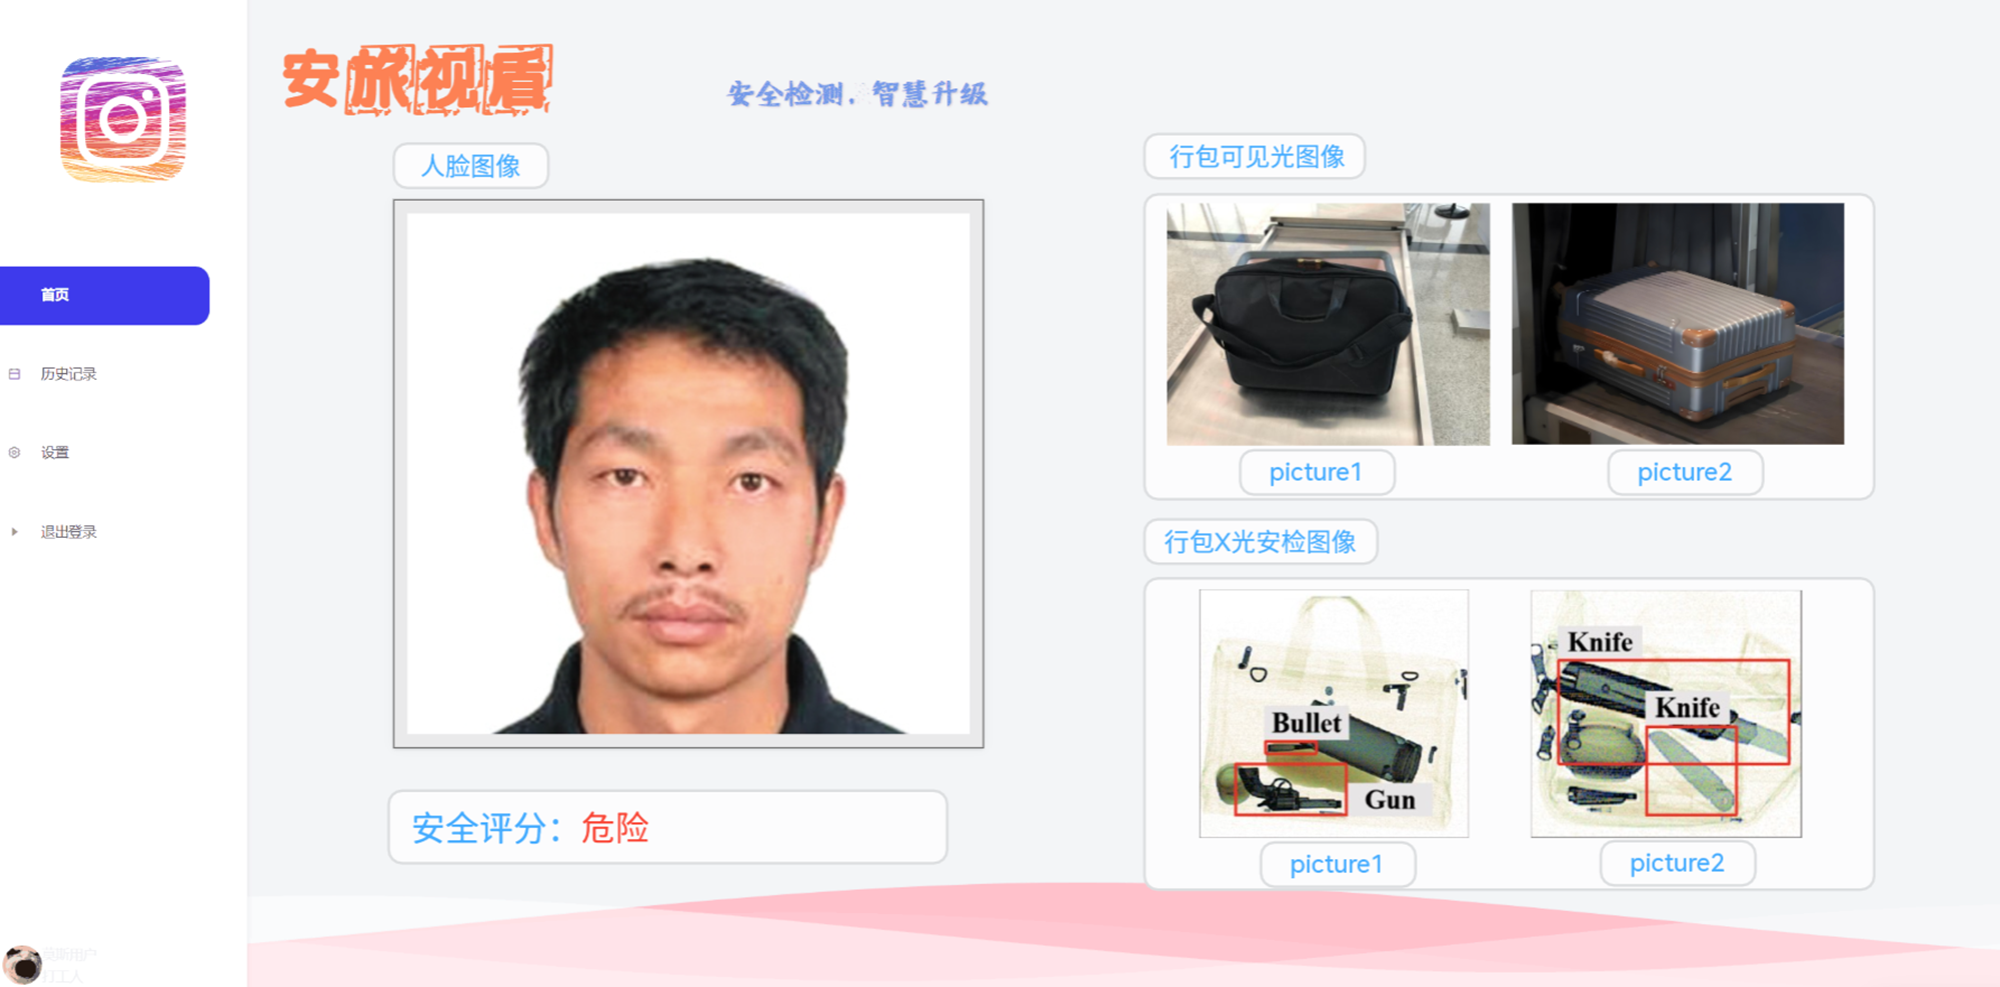 安旅视盾
安全检测，智慧升级
首页
历史记录
设置
退出登录
人脸图像
安全评分：危险
行包可见光图像
picture1
picture2
行包X光安检图像
Bullet
Gun
Knife
Knife
picture1
picture2
打工人